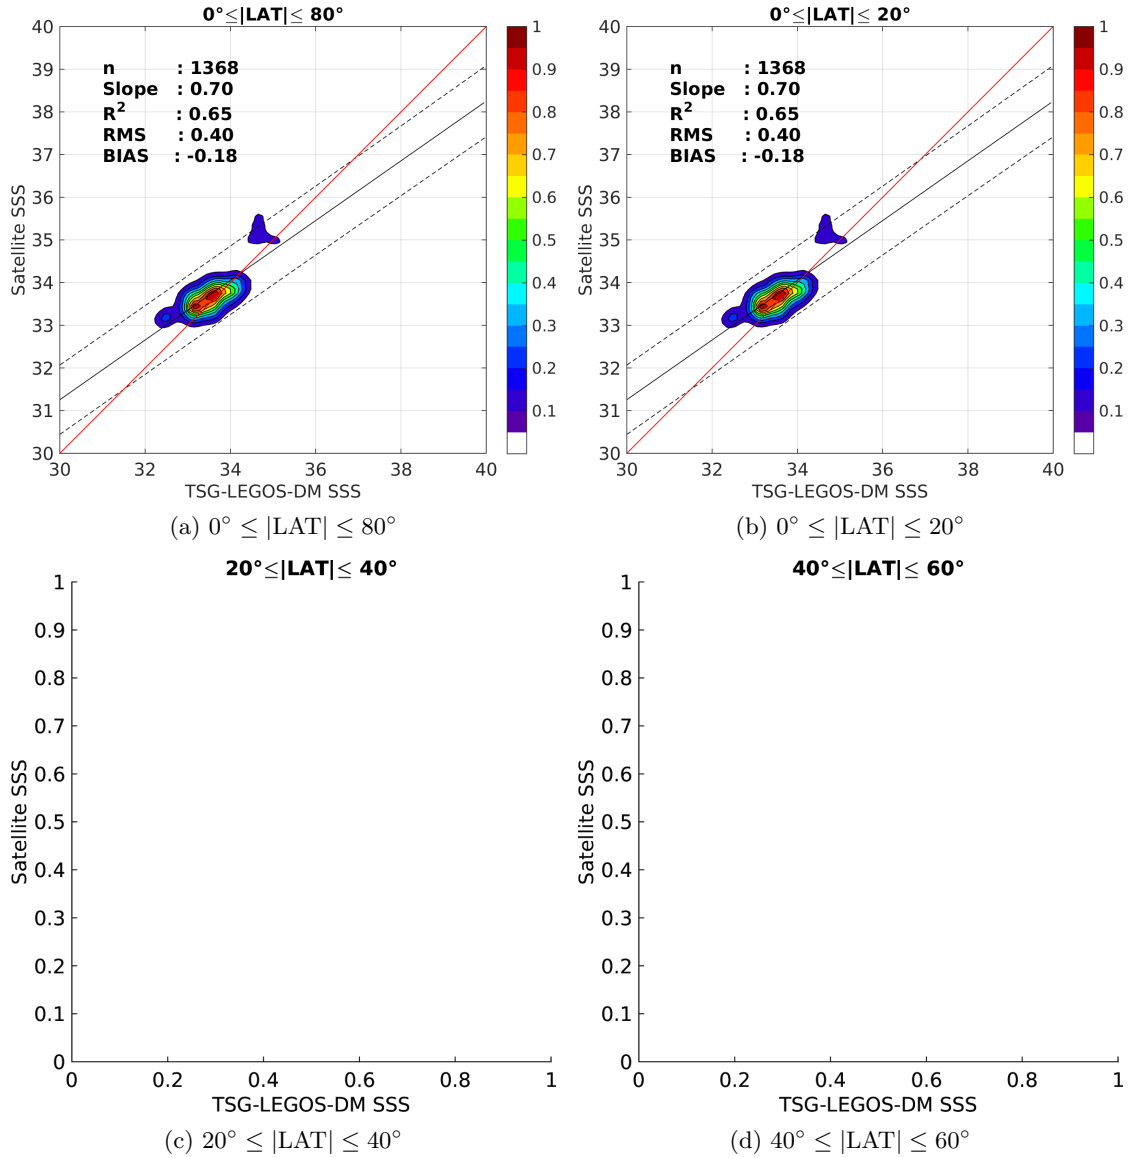 0°≤|LAT|≤ 80°
40
39
38
37
36
35
34
33
32
31
30
Satellite SSS
n : 1368
Slope : 0.70
R² : 0.65
RMS : 0.40
BIAS : -0.18
30 32 34 36 38 40
TSG-LEGOS-DM SSS
1
0.9
0.8
0.7
0.6
0.5
0.4
0.3
0.2
0.1
(a) 0° ≤ |LAT| ≤ 80°
0°≤|LAT|≤ 20°
40
39
38
37
36
35
34
33
32
31
30
Satellite SSS
n : 1368
Slope : 0.70
R² : 0.65
RMS : 0.40
BIAS : -0.18
30 32 34 36 38 40
TSG-LEGOS-DM SSS
1
0.9
0.8
0.7
0.6
0.5
0.4
0.3
0.2
0.1
(b) 0° ≤ |LAT| ≤ 20°
20°≤|LAT|≤ 40°
1
0.9
0.8
0.7
0.6
0.5
0.4
0.3
0.2
0.1
0
Satellite SSS
0 0.2 0.4 0.6 0.8 1
TSG-LEGOS-DM SSS
(c) 20° ≤ |LAT| ≤ 40°
40°≤|LAT|≤ 60°
1
0.9
0.8
0.7
0.6
0.5
0.4
0.3
0.2
0.1
0
Satellite SSS
0 0.2 0.4 0.6 0.8 1
TSG-LEGOS-DM SSS
(d) 40° ≤ |LAT| ≤ 60°